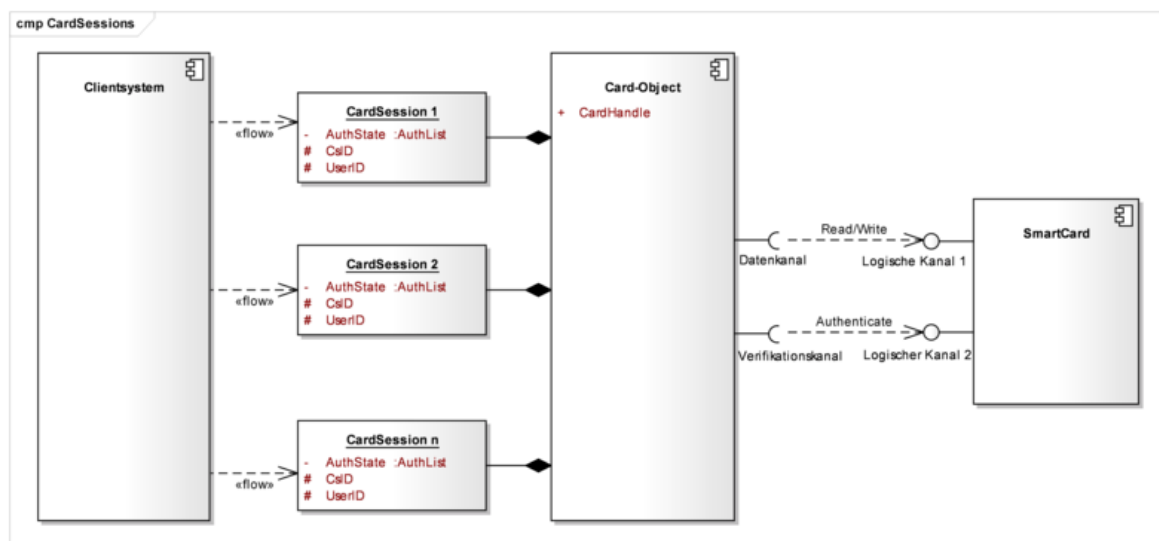 cmp CardSessions
Clientsystem
«flow»
CardSession 1
- AuthState :AuthList
# CsID
# UserID
«flow»
CardSession 2
- AuthState :AuthList
# CsID
# UserID
«flow»
CardSession n
- AuthState :AuthList
# CsID
# UserID
Card-Object
+ CardHandle
Read/Write
Datenkanal
Logische Kanal 1
Authenticate
Verifikationskanal
Logischer Kanal 2
SmartCard